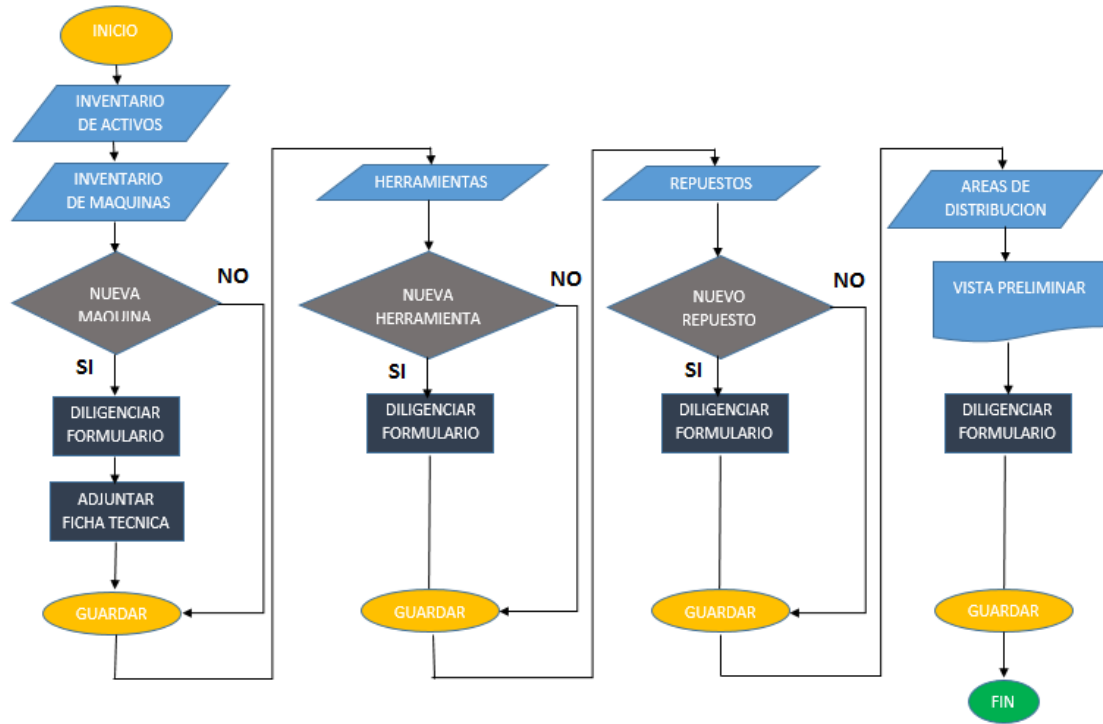 INICIO
INVENTARIO
DE ACTIVOS
INVENTARIO
DE MAQUINAS
NUEVA
MAQUINA
NO
SI
DILIGENCIAR
FORMULARIO
ADJUNTAR
FICHA TECNICA
GUARDAR
HERRAMIENTAS
NUEVA
HERRAMIENTA
NO
SI
DILIGENCIAR
FORMULARIO
GUARDAR
REPUESTOS
NUEVO
REPUESTO
NO
SI
DILIGENCIAR
FORMULARIO
GUARDAR
AREAS DE
DISTRIBUCION
VISTA PRELIMINAR
DILIGENCIAR
FORMULARIO
GUARDAR
FIN